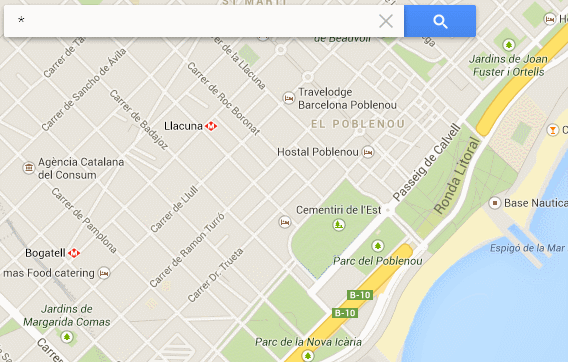 *
ST MARTÍ
de Beauvoir
Carrer de Sancho de Ávila
Carrer de la Llacuna
Carrer de Roc Boronat
Carrer de Badajoz
Jardins de Joan
Fuster i Ortells
Travelodge
Barcelona Poblenou
Llacuna
EL POBLENOU
Hostal Poblenou
Passeig de Calvell
Ronda Litoral
Agència Catalana
del Consum
Carrer de Pamplona
Carrer de Llull
Cementiri de l'Est
Base Nautica
Carrer de Ramon Turró
Espigó de la Mar
Bogatell
mas Food.catering
Carrer Dr. Trueta
Parc del Poblenou
B-10
B-10
Jardins de
Margarida Comas
Parc de la Nova Icària